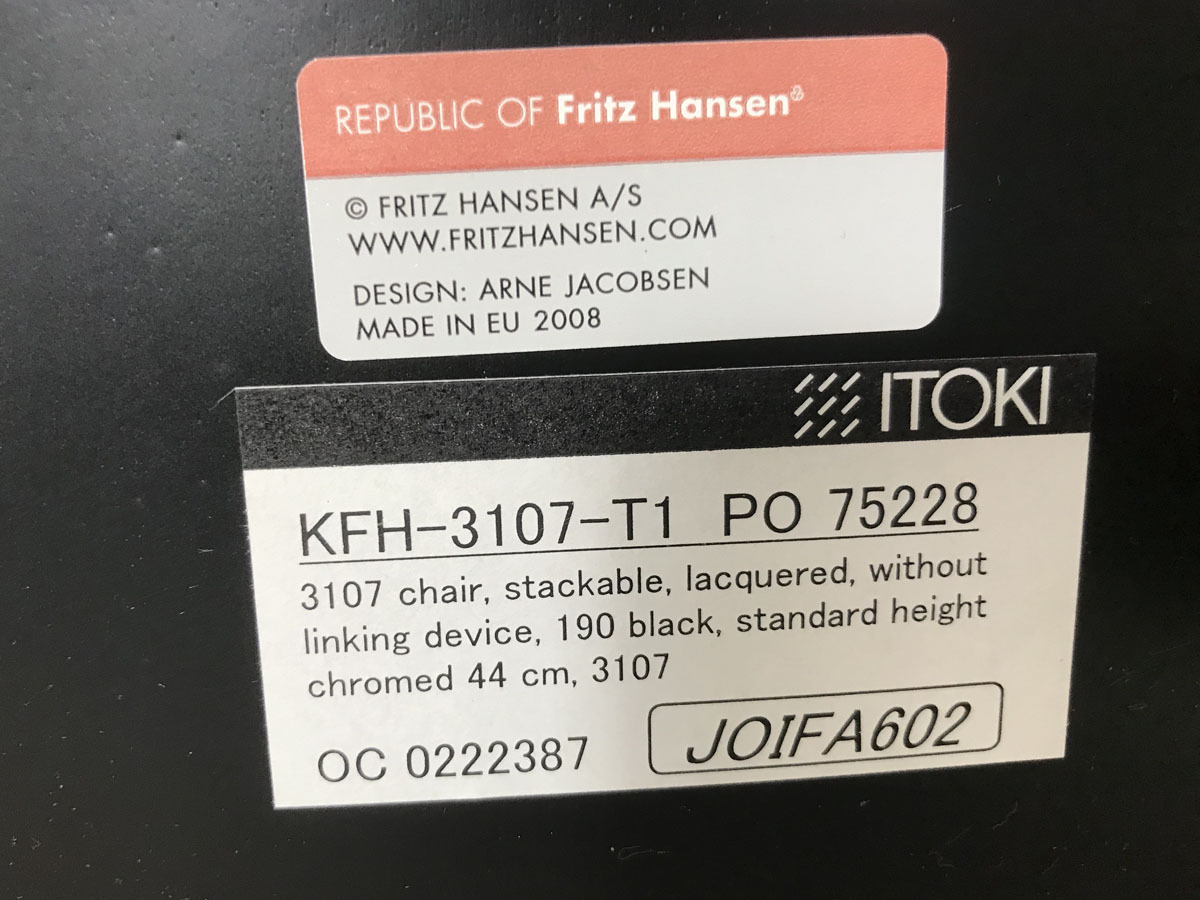 REPUBLIC OF Fritz Hansen®
© FRITZ HANSEN A/S
WWW.FRITZHANSEN.COM
DESIGN: ARNE JACOBSEN
MADE IN EU 2008
ITOKI
KFH-3107-T1 PO 75228
3107 chair, stackable, lacquered, without
linking device, 190 black, standard height
chromed 44 cm, 3107
OC 0222387
JOIFA602